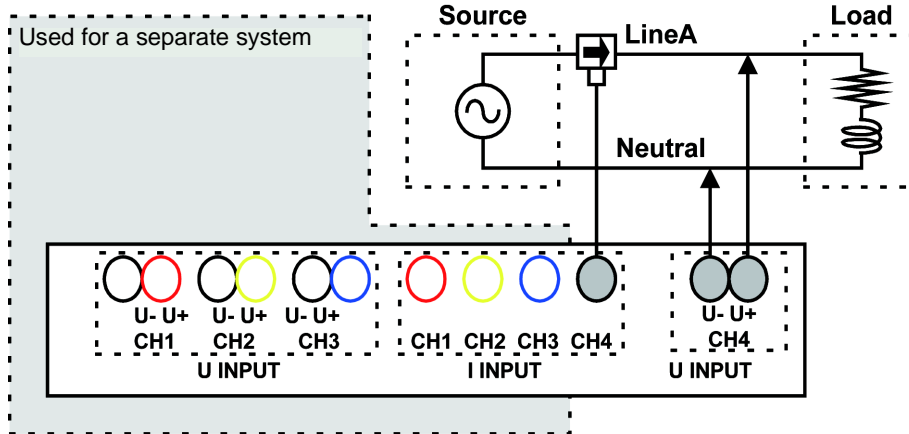 Source
Load
Used for a separate system
LineA
Neutral
U- U+ U- U+ U- U+ U- U+
CH1 CH2 CH3 CH1 CH2 CH3 CH4 CH4
U INPUT I INPUT U INPUT